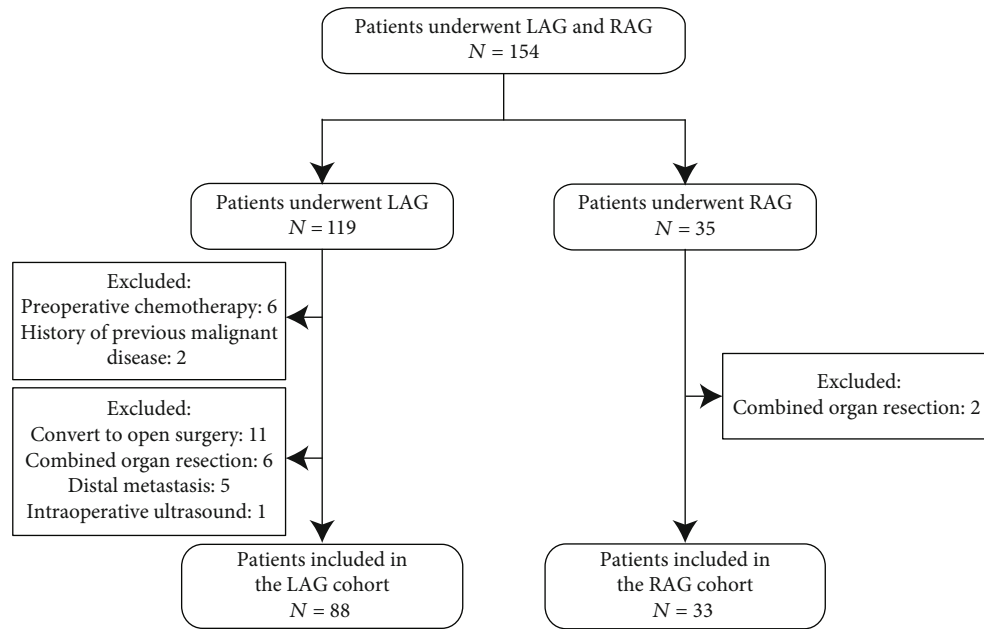 Patients underwent LAG and RAG
N = 154
Patients underwent LAG
N = 119
Patients underwent RAG
N = 35
Excluded:
Preoperative chemotherapy: 6
History of previous malignant
disease: 2
Excluded:
Convert to open surgery: 11
Combined organ resection: 6
Distal metastasis: 5
Intraoperative ultrasound: 1
Excluded:
Combined organ resection: 2
Patients included in
the LAG cohort
N = 88
Patients included in
the RAG cohort
N = 33